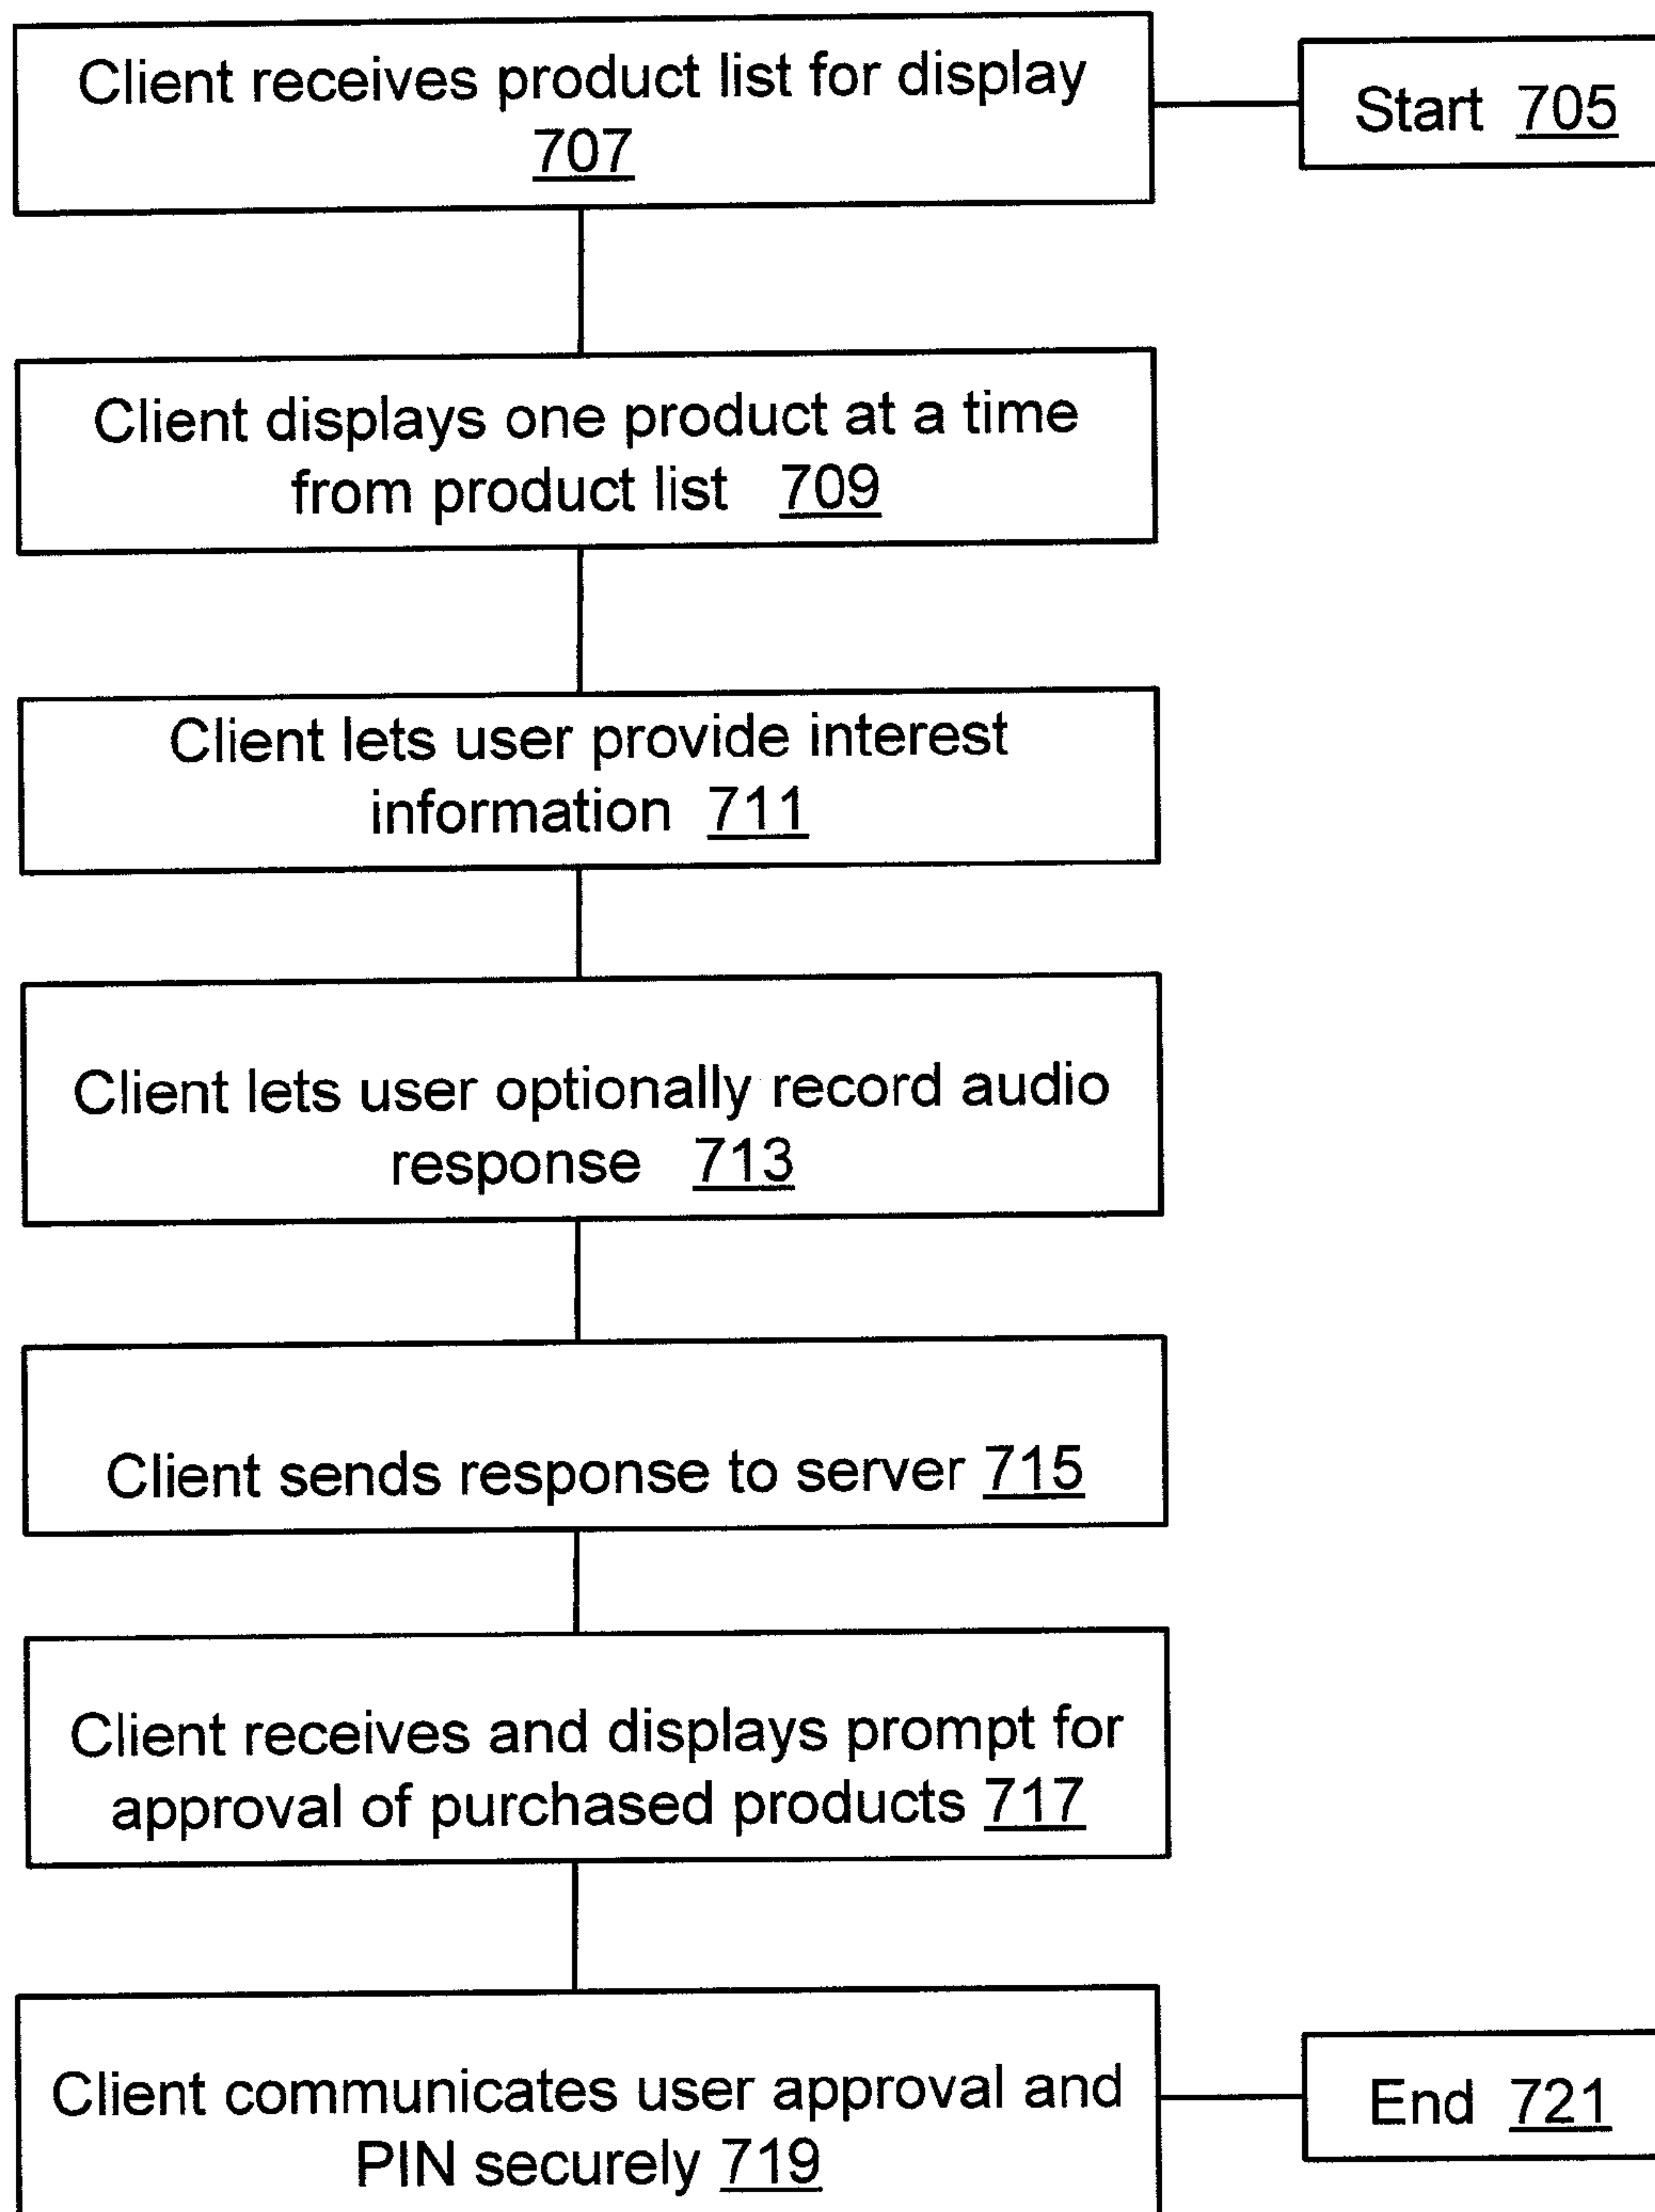 Client receives product list for display
707
Start 705
Client displays one product at a time
from product list 709
Client lets user provide interest
information 711
Client lets user optionally record audio
response 713
Client sends response to server 715
Client receives and displays prompt for
approval of purchased products 717
Client communicates user approval and
PIN securely 719
End 721